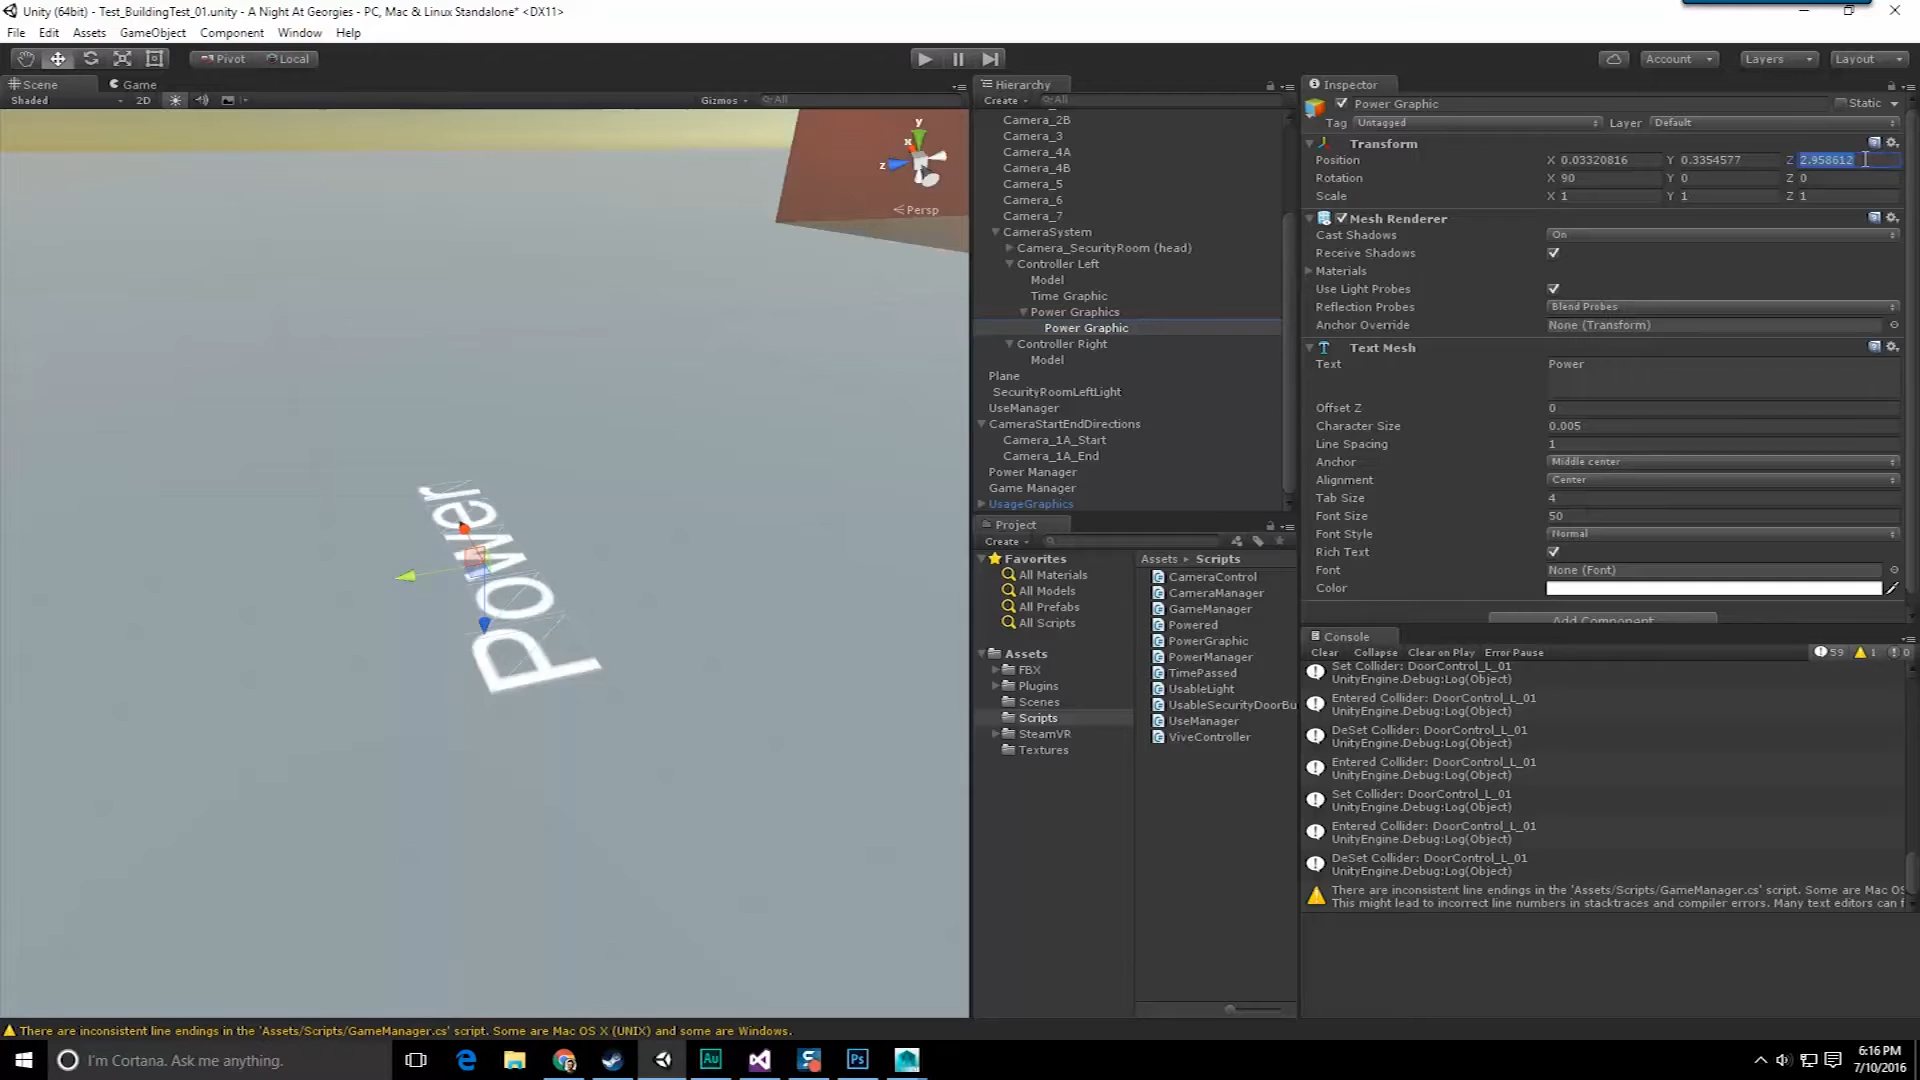 Unity (64bit) - Test_BuildingTest_01.unity - A Night At Georgies - PC, Mac & Linux Standalone* <DX11>
File Edit Assets GameObject Component Window Help
Pivot Local
Account Layers Layout
Scene Game
Shaded 2D Gizmos All
y
x
z
Persp
Power
Hierarchy
Create All
Camera_2B
Camera_3
Camera_4A
Camera_4B
Camera_5
Camera_6
Camera_7
CameraSystem
Camera_SecurityRoom (head)
Controller Left
Model
Time Graphic
Power Graphics
Power Graphic
Controller Right
Model
Plane
SecurityRoomLeftLight
UseManager
CameraStartEndDirections
Camera_1A_Start
Camera_1A_End
Power Manager
Game Manager
UsageGraphics
Project
Create
Favorites
All Materials
All Models
All Prefabs
All Scripts
Assets
FBX
Plugins
Scenes
Scripts
SteamVR
Textures
Assets Scripts
CameraControl
CameraManager
GameManager
Powered
PowerGraphic
PowerManager
TimePassed
UsableLight
UsableSecurityDoorBu
UseManager
ViveController
Inspector
Power Graphic Static
Tag Untagged Layer Default
Transform
Position X 0.03320816 Y 0.3354577 Z 2.958612
Rotation X 90 Y 0 Z 0
Scale X 1 Y 1 Z 1
Mesh Renderer
Cast Shadows On
Receive Shadows
Materials
Use Light Probes
Reflection Probes Blend Probes
Anchor Override None (Transform)
Text Mesh
Text Power
Offset Z 0
Character Size 0.005
Line Spacing 1
Anchor Middle center
Alignment Center
Tab Size 4
Font Size 50
Font Style Normal
Rich Text
Font None (Font)
Color
Add Component
Console
Clear Collapse Clear on Play Error Pause 59 1 0
Set Collider: DoorControl_L_01
UnityEngine.Debug:Log(Object)
Entered Collider: DoorControl_L_01
UnityEngine.Debug:Log(Object)
DeSet Collider: DoorControl_L_01
UnityEngine.Debug:Log(Object)
Entered Collider: DoorControl_L_01
UnityEngine.Debug:Log(Object)
Set Collider: DoorControl_L_01
UnityEngine.Debug:Log(Object)
Entered Collider: DoorControl_L_01
UnityEngine.Debug:Log(Object)
DeSet Collider: DoorControl_L_01
UnityEngine.Debug:Log(Object)
There are inconsistent line endings in the 'Assets/Scripts/GameManager.cs' script. Some are Mac OS
This might lead to incorrect line numbers in stacktraces and compiler errors. Many text editors can f
There are inconsistent line endings in the 'Assets/Scripts/GameManager.cs' script. Some are Mac OS X (UNIX) and some are Windows.
I'm Cortana. Ask me anything.
Au
Ps
6:16 PM
7/10/2016